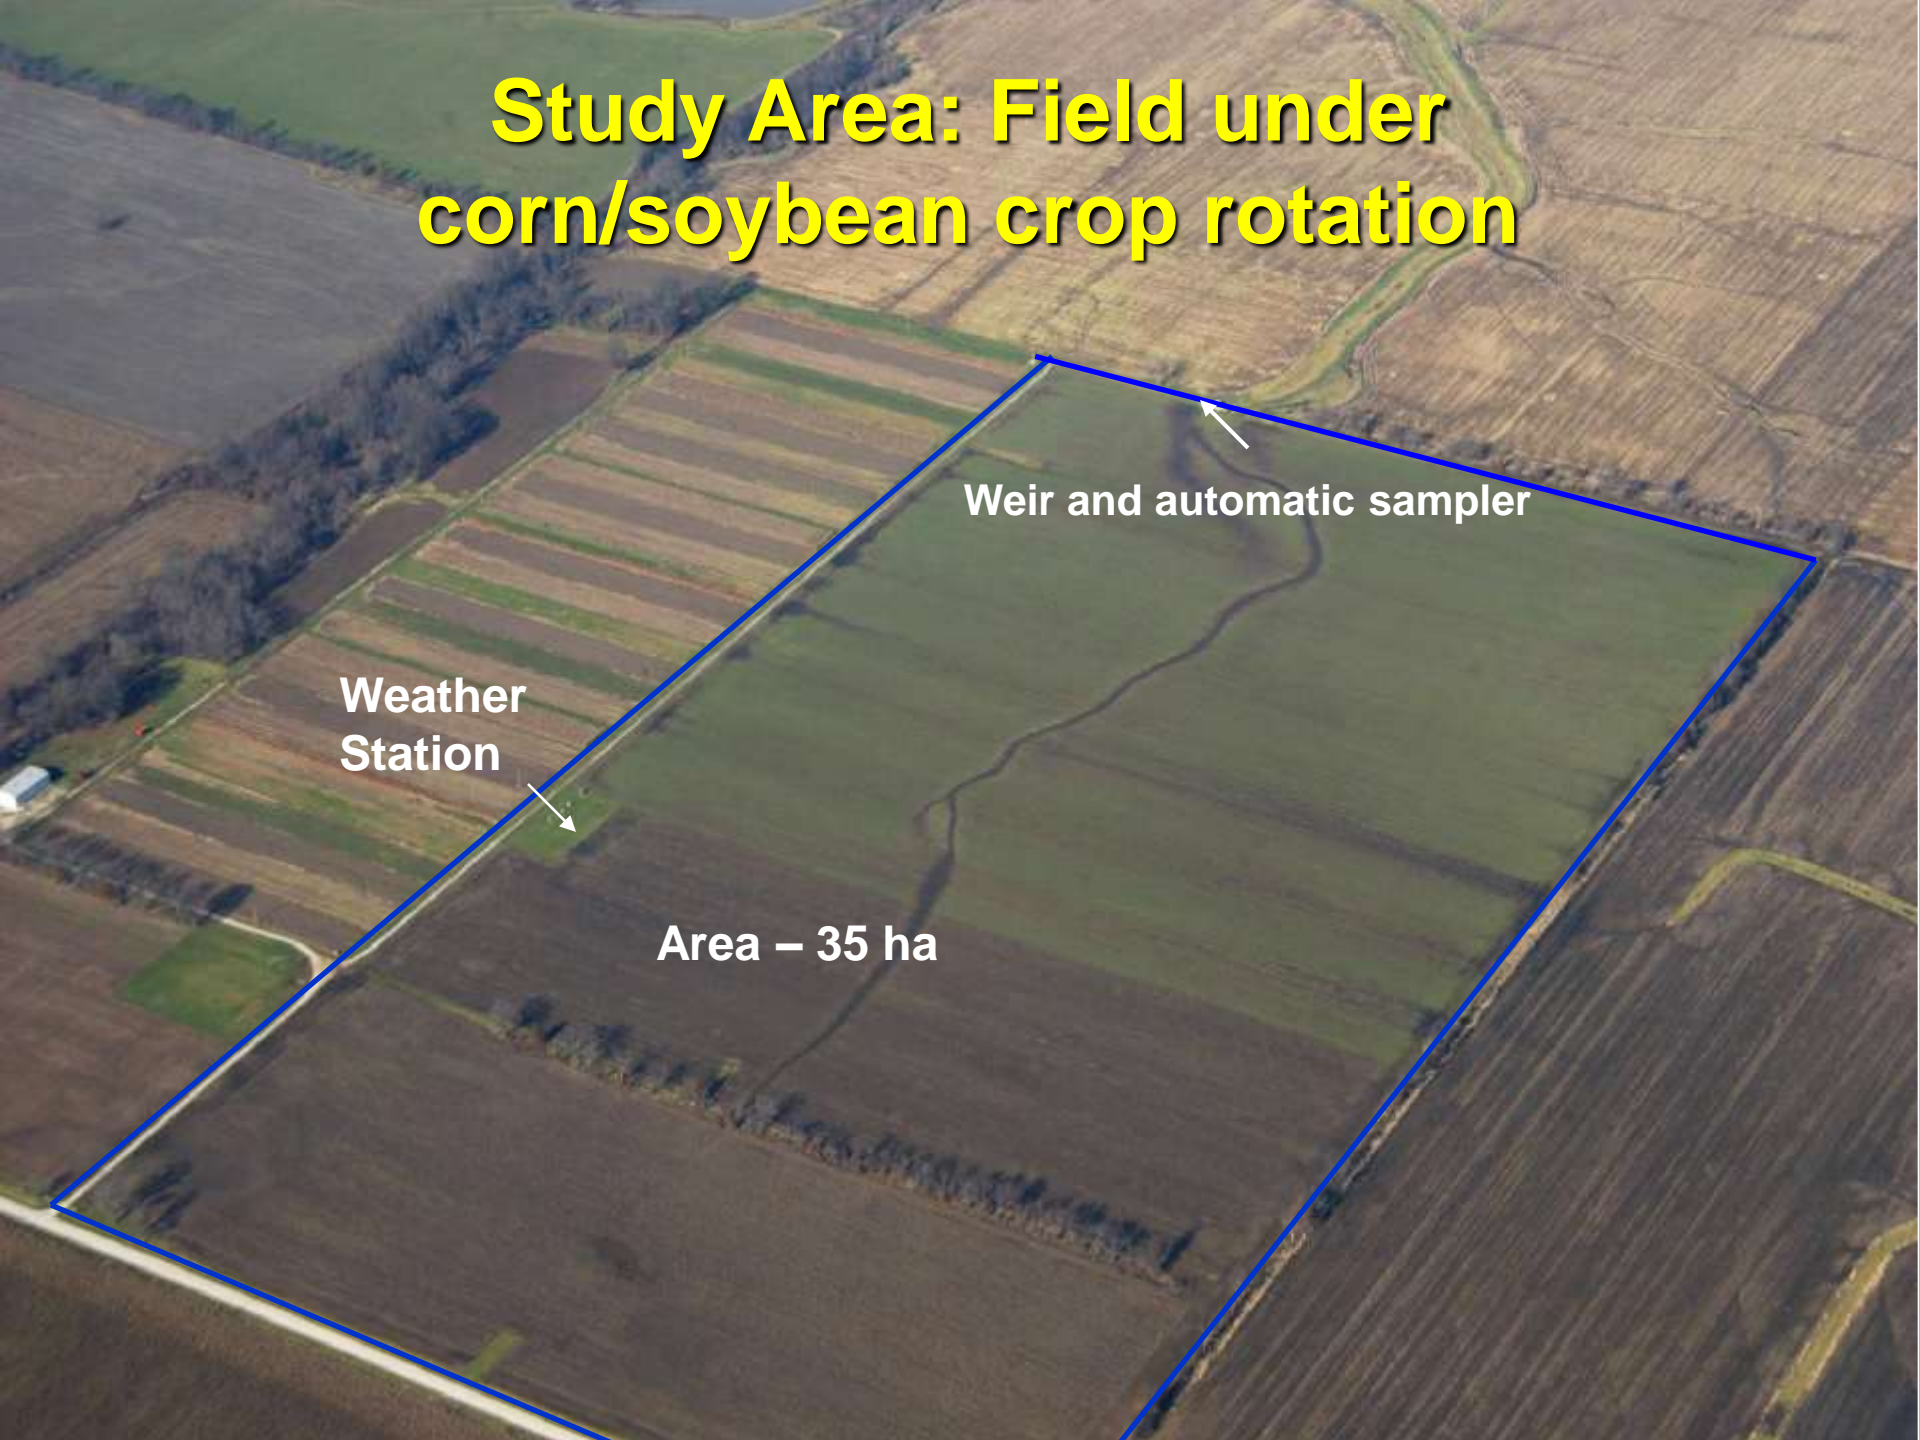 Study Area: Field under
corn/soybean crop rotation
Weir and automatic sampler
Weather
Station
Area – 35 ha